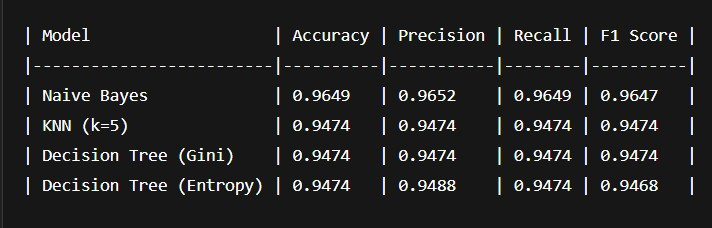 | Model                   | Accuracy | Precision | Recall | F1 Score |
|-------------------------|----------|-----------|--------|----------|
| Naive Bayes             | 0.9649   | 0.9652    | 0.9649 | 0.9647   |
| KNN (k=5)               | 0.9474   | 0.9474    | 0.9474 | 0.9474   |
| Decision Tree (Gini)    | 0.9474   | 0.9474    | 0.9474 | 0.9474   |
| Decision Tree (Entropy) | 0.9474   | 0.9488    | 0.9474 | 0.9468   |